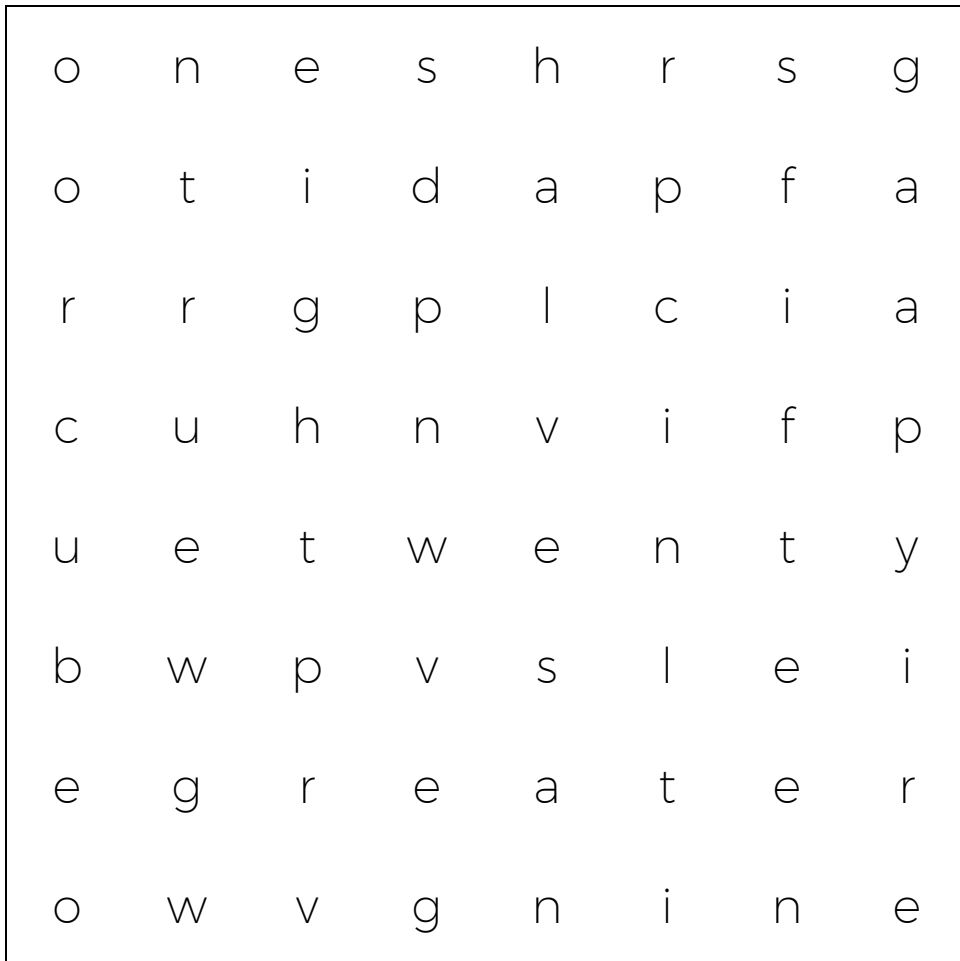 o n e s h r s g
o t i d a p f a
r r g p l c i a
c u h n v i f p
u e t w e n t y
b w p v s l e i
e g r e a t e r
o w v g n i n e